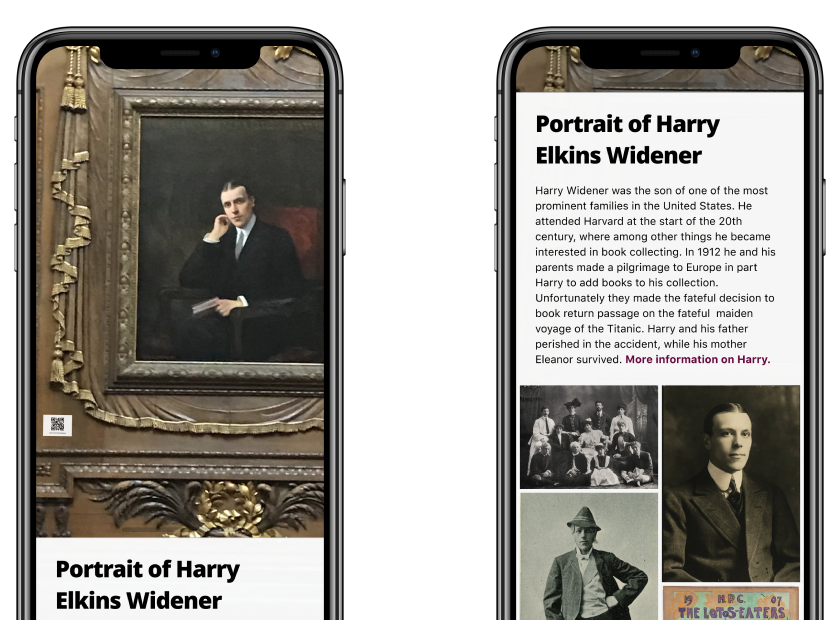 Portrait of Harry
Elkins Widener
Portrait of Harry
Elkins Widener
Harry Widener was the son of one of the most
prominent families in the United States. He
attended Harvard at the start of the 20th
century, where among other things he became
interested in book collecting. In 1912 he and his
parents made a pilgrimage to Europe in part
Harry to add books to his collection.
Unfortunately they made the fateful decision to
book return passage on the fateful  maiden
voyage of the Titanic. Harry and his father
perished in the accident, while his mother
Eleanor survived. More information on Harry.
19 H.P.C. 07
THE LOTOS-EATERS